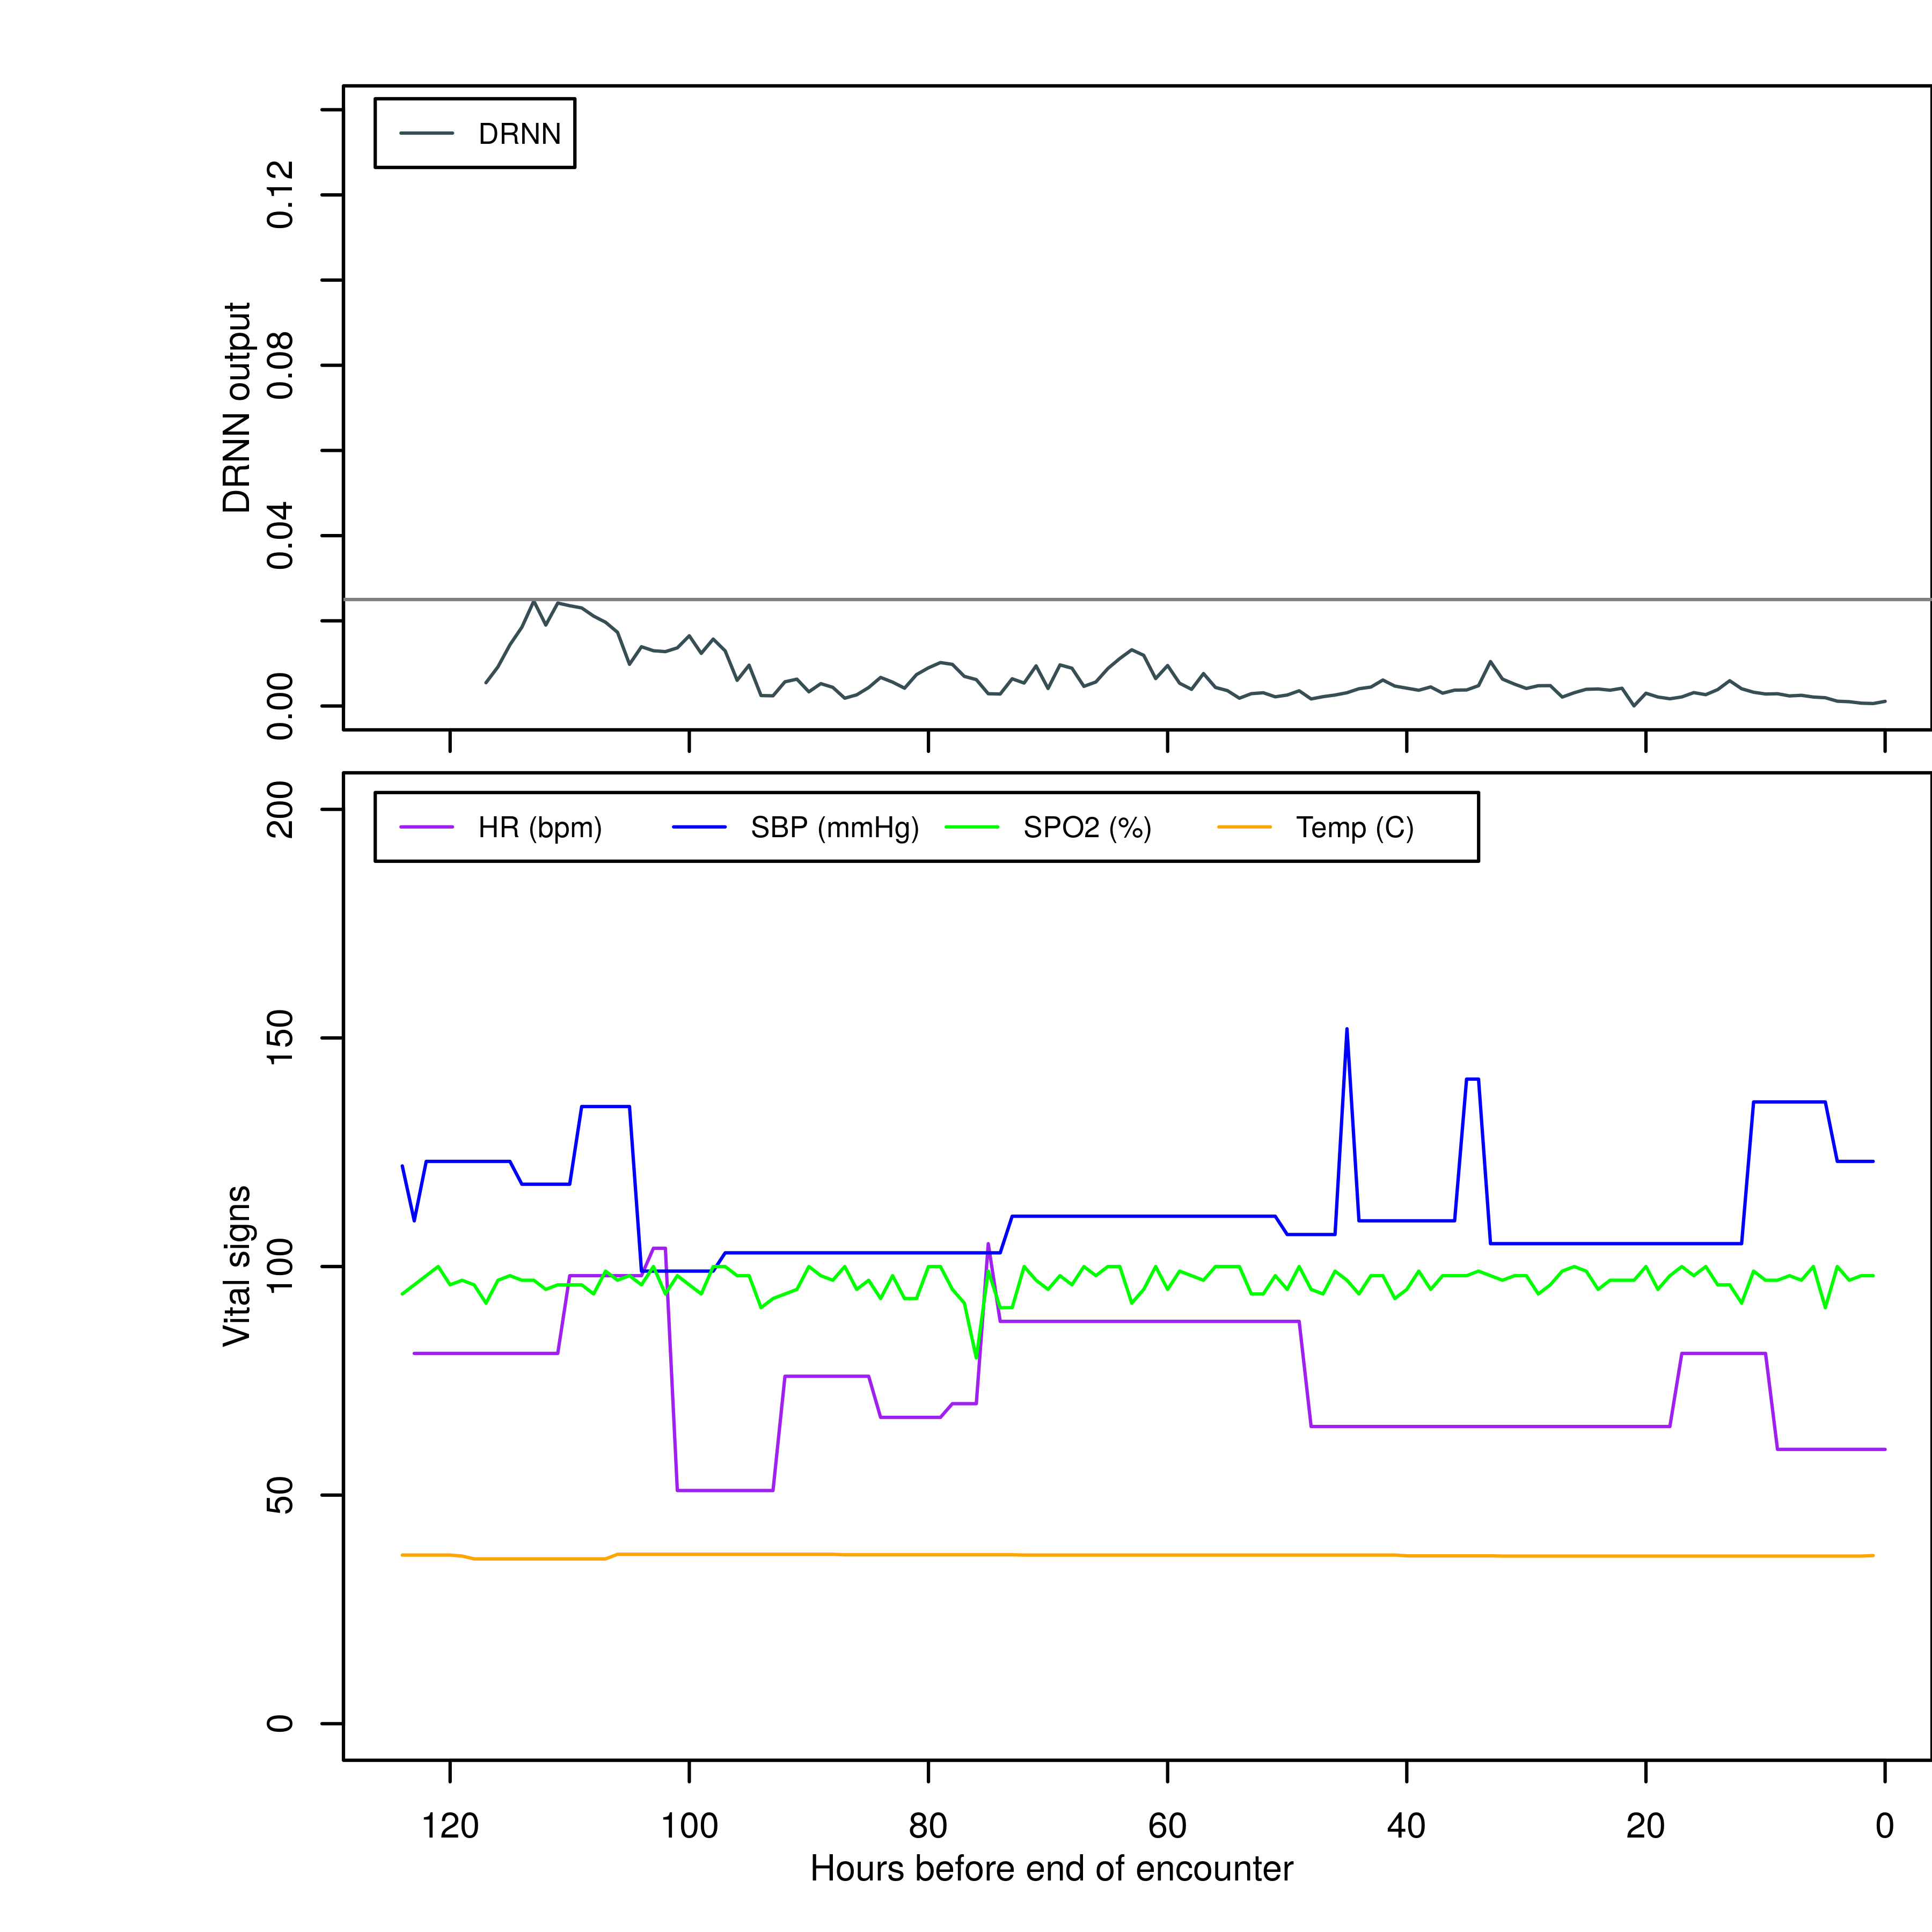 DRNN
DRNN output
0.12
0.08
0.04
0.00
HR (bpm) SBP (mmHg) SPO2 (%) Temp (C)
Vital signs
200
150
100
50
0
120 100 80 60 40 20 0
Hours before end of encounter